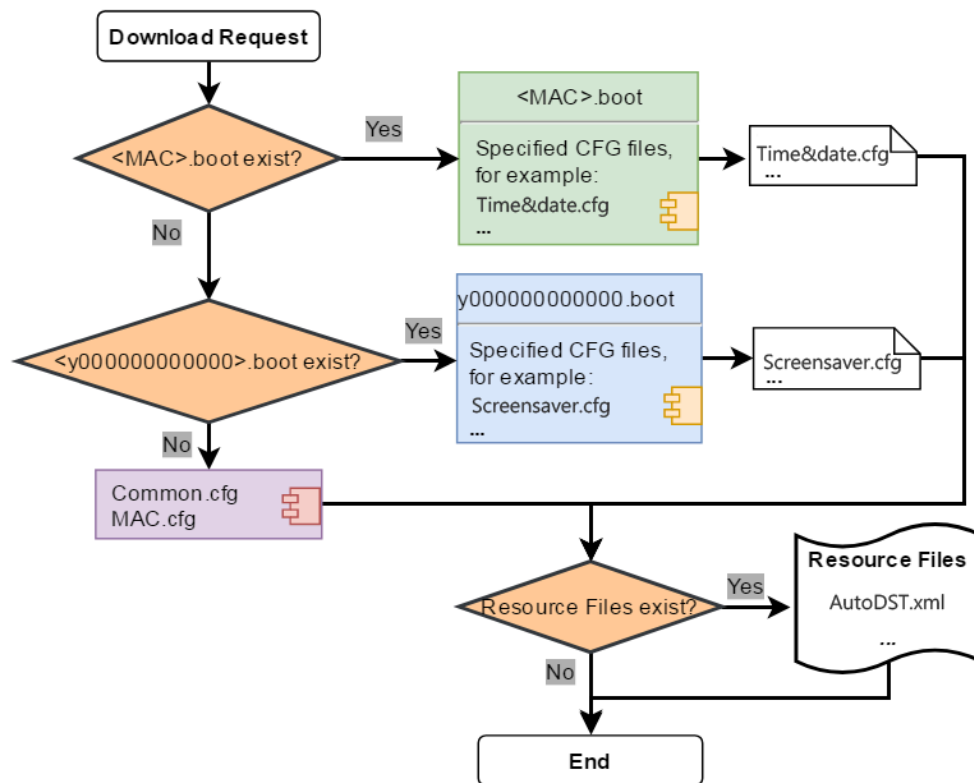 Download Request
<MAC>.boot exist?
Yes
<MAC>.boot
Specified CFG files,
for example:
Time&date.cfg
...
Time&date.cfg
...
No
<y000000000000>.boot exist?
Yes
y000000000000.boot
Specified CFG files,
for example:
Screensaver.cfg
...
Screensaver.cfg
...
No
Common.cfg
MAC.cfg
Resource Files exist?
Yes
Resource Files
AutoDST.xml
...
No
End